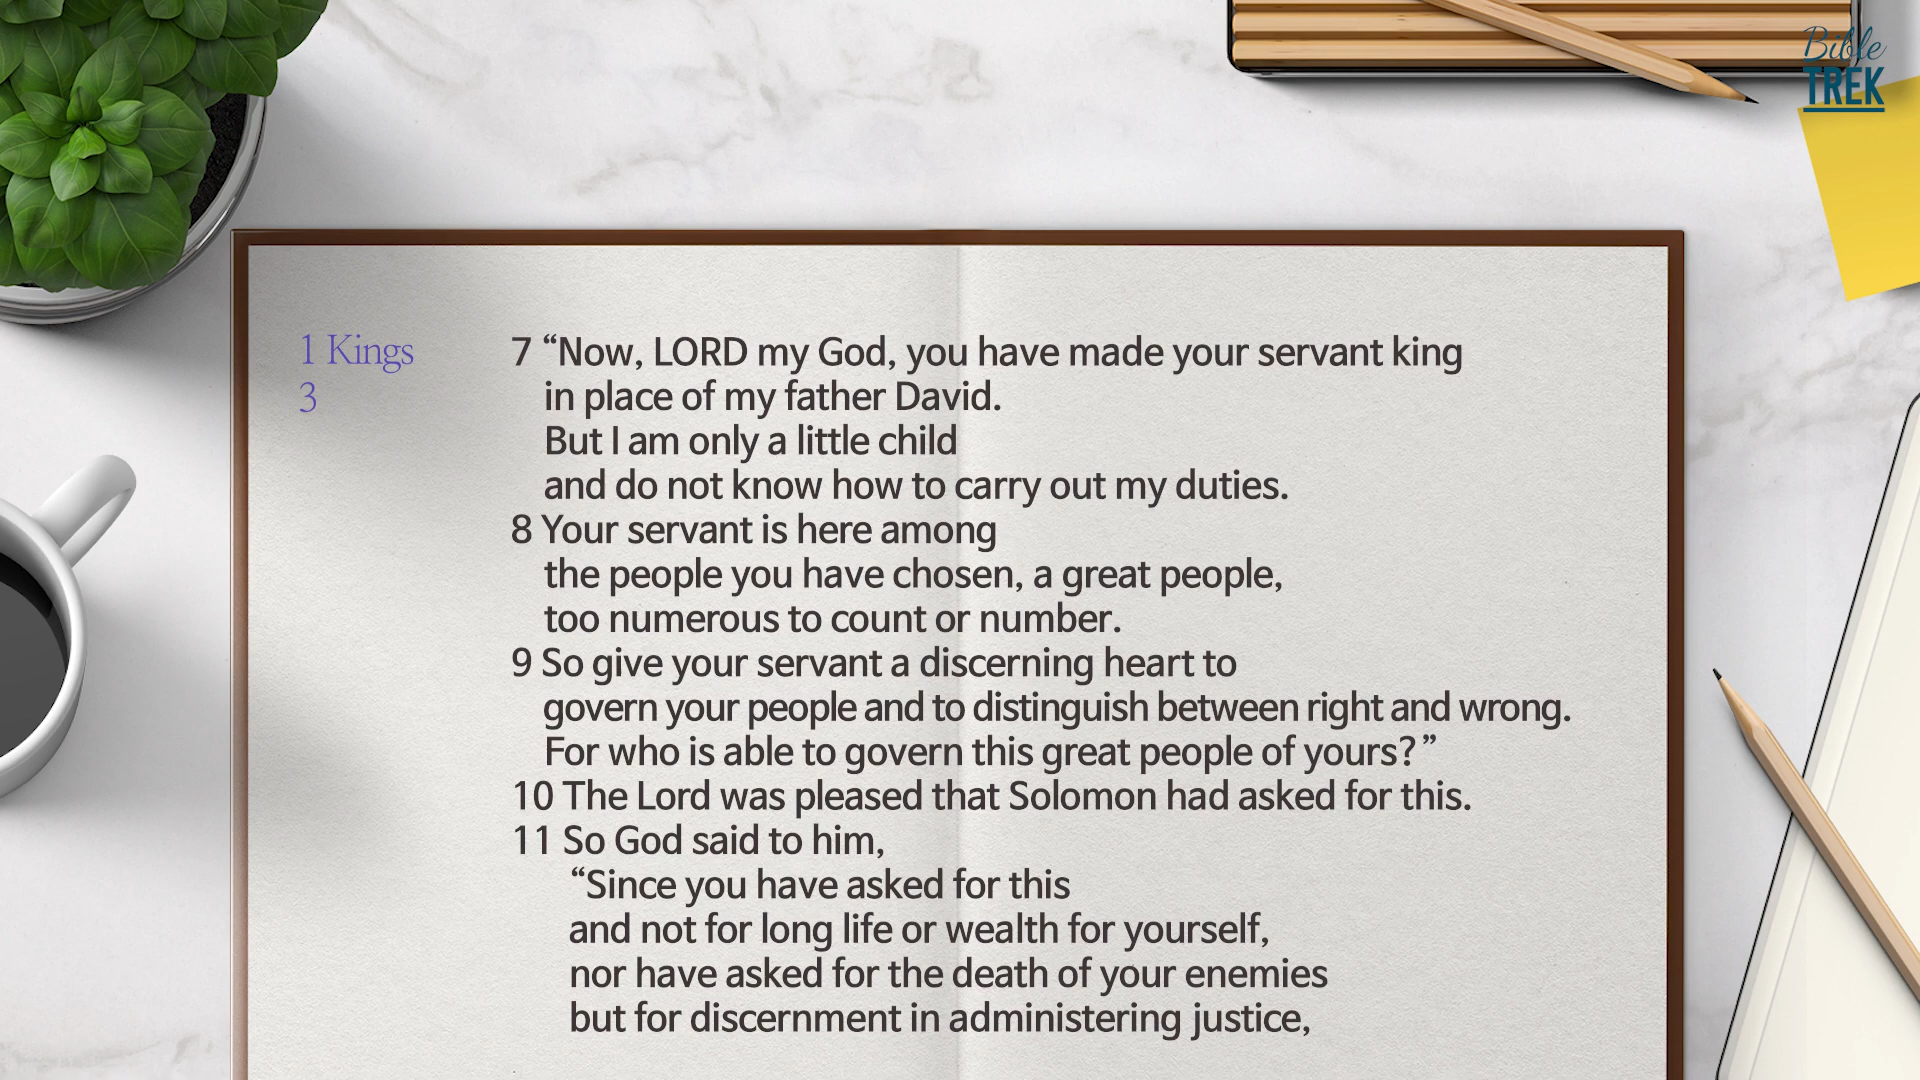 Bible
TREK
1 Kings
3
7 “Now, LORD my God, you have made your servant king
in place of my father David.
But I am only a little child
and do not know how to carry out my duties.
8 Your servant is here among
the people you have chosen, a great people,
too numerous to count or number.
9 So give your servant a discerning heart to
govern your people and to distinguish between right and wrong.
For who is able to govern this great people of yours?”
10 The Lord was pleased that Solomon had asked for this.
11 So God said to him,
“Since you have asked for this
and not for long life or wealth for yourself,
nor have asked for the death of your enemies
but for discernment in administering justice,